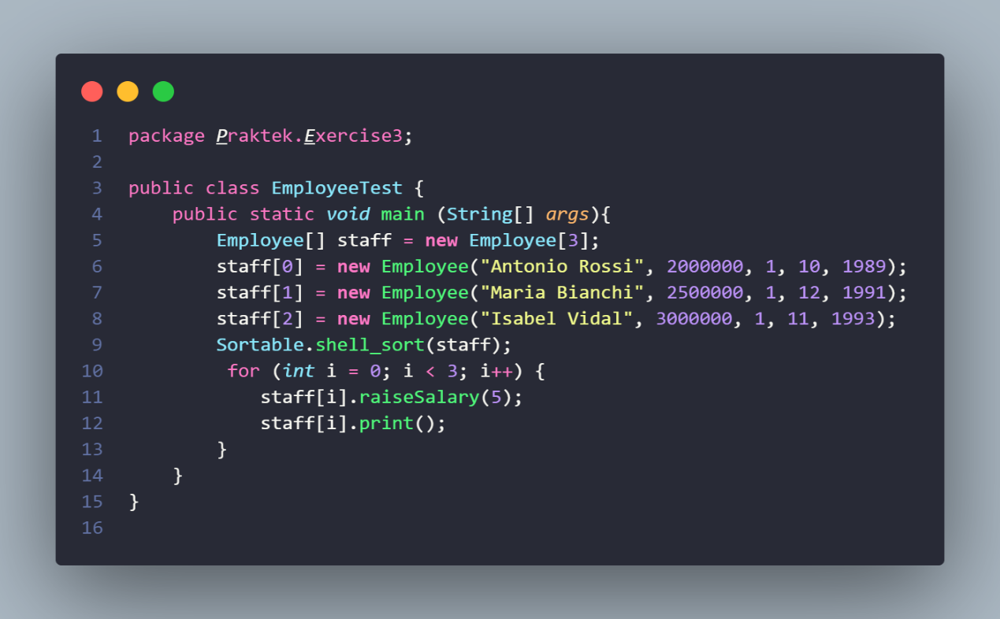 1 package Praktek.Exercise3;
2
3 public class EmployeeTest {
4     public static void main (String[] args){
5         Employee[] staff = new Employee[3];
6         staff[0] = new Employee("Antonio Rossi", 2000000, 1, 10, 1989);
7         staff[1] = new Employee("Maria Bianchi", 2500000, 1, 12, 1991);
8         staff[2] = new Employee("Isabel Vidal", 3000000, 1, 11, 1993);
9         Sortable.shell_sort(staff);
10          for (int i = 0; i < 3; i++) {
11             staff[i].raiseSalary(5);
12             staff[i].print();
13         }
14     }
15 }
16